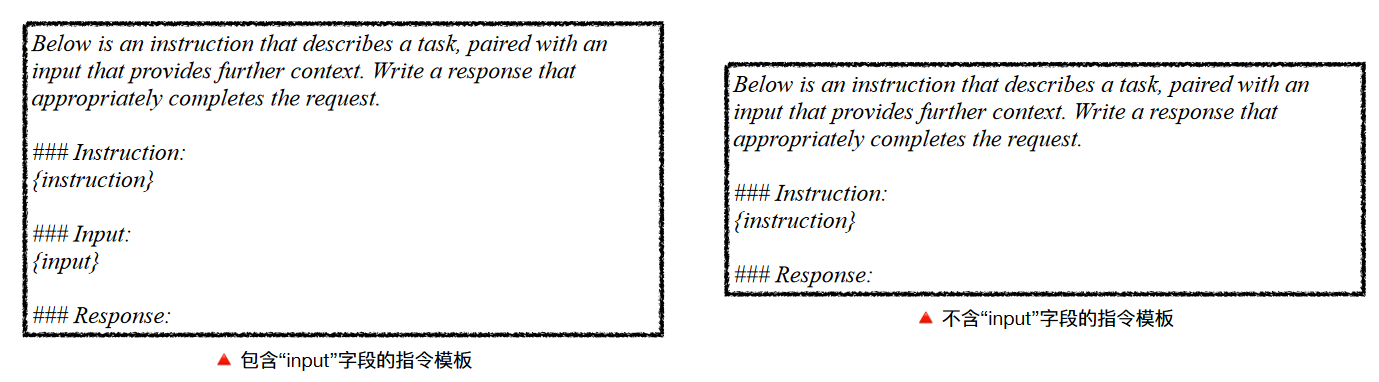 Below is an instruction that describes a task, paired with an
input that provides further context. Write a response that
appropriately completes the request.
### Instruction:
{instruction}
### Input:
{input}
### Response:
🔺 包含“input”字段的指令模板
Below is an instruction that describes a task, paired with an
input that provides further context. Write a response that
appropriately completes the request.
### Instruction:
{instruction}
### Response:
🔺 不含“input”字段的指令模板